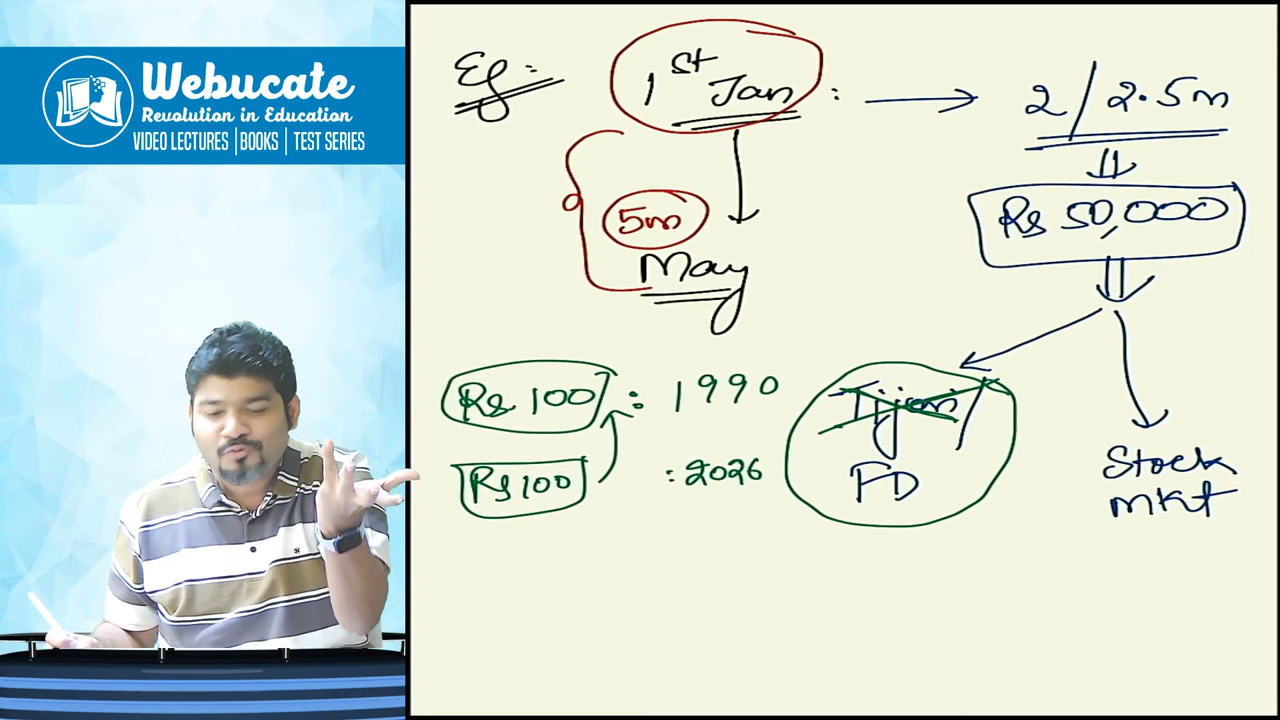 Webucate
Revolution in Education
VIDEO LECTURES | BOOKS | TEST SERIES
Eg:
1st Jan :
2/2.5m
Rs 50,000
5m
May
Rs 100 : 1990
Rs 100 : 2026
Tijori /
FD
Stock
Mkt